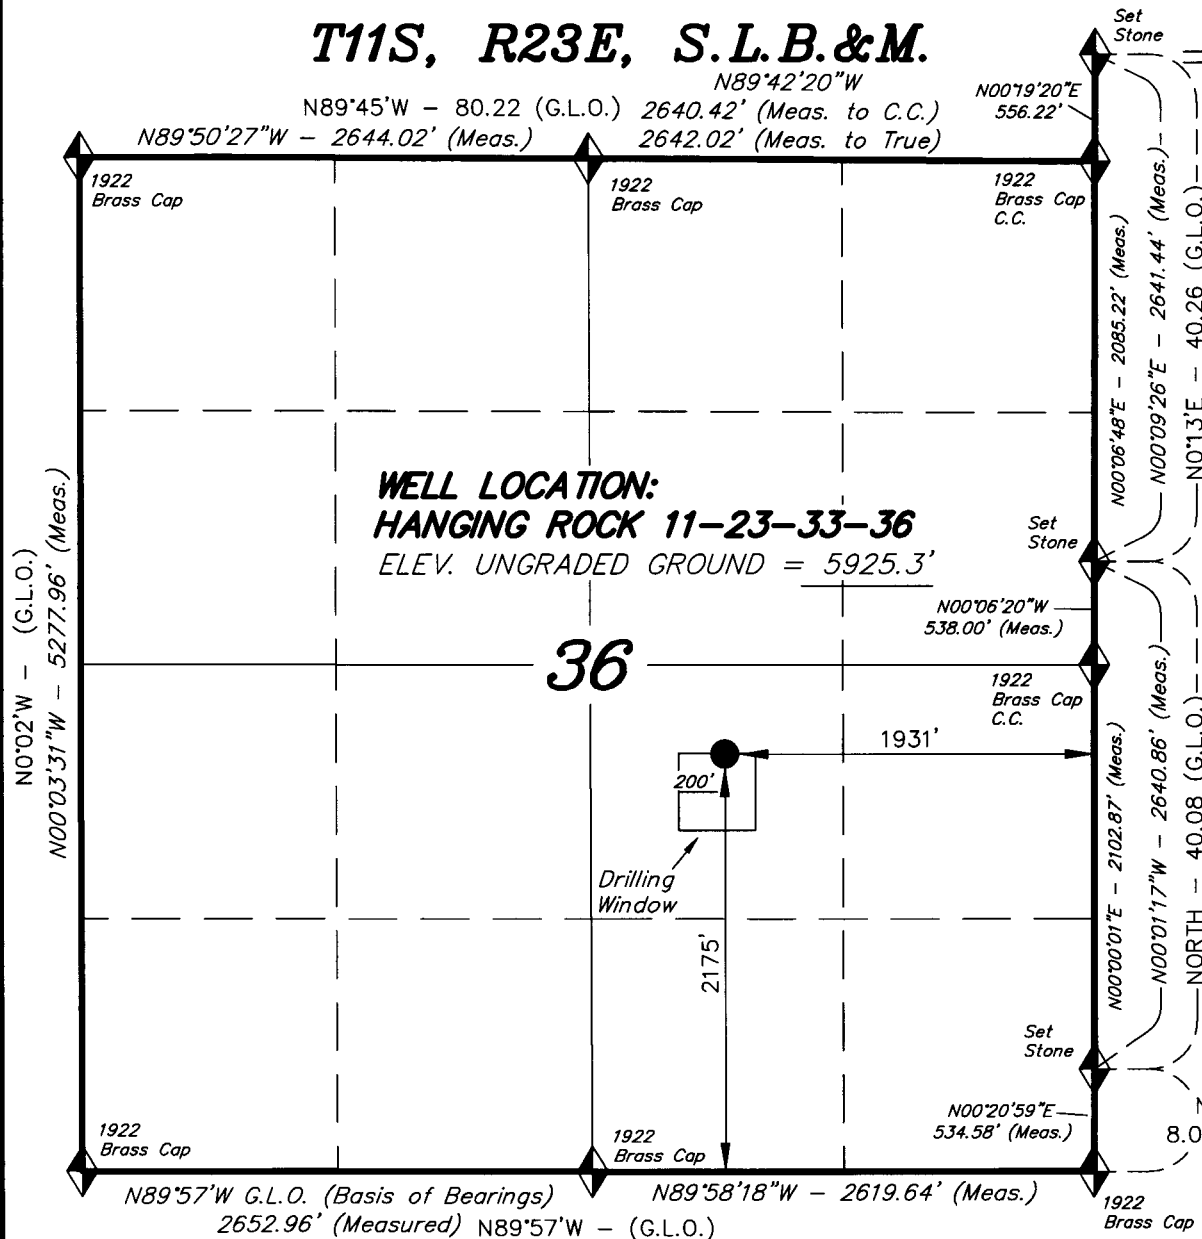 T11S, R23E, S.L.B.&M.
Set
Stone
N89°42'20"W
N89°45'W – 80.22 (G.L.O.)
2640.42' (Meas. to C.C.)
N89°50'27"W – 2644.02' (Meas.)
2642.02' (Meas. to True)
N00°19'20"E
556.22'
1922
Brass Cap
1922
Brass Cap
1922
Brass Cap
C.C.
N00°06'48"E – 2085.22' (Meas.)
N00°09'26"E – 2641.44' (Meas.)
N0°13'E – 40.26 (G.L.O.)
WELL LOCATION:
HANGING ROCK 11–23–33–36
ELEV. UNGRADED GROUND = 5925.3'
Set
Stone
N0°02'W – (G.L.O.)
N00°03'31"W – 5277.96' (Meas.)
N00°06'20"W
538.00' (Meas.)
36
1922
Brass Cap
C.C.
1931'
200'
Drilling
Window
2175'
N00°00'01"E – 2102.87' (Meas.)
N00°01'17"W – 2640.86' (Meas.)
NORTH – 40.08 (G.L.O.)
Set
Stone
N00°20'59"E
534.58' (Meas.)
N
8.0
1922
Brass Cap
1922
Brass Cap
1922
Brass Cap
N89°57'W G.L.O. (Basis of Bearings)
2652.96' (Measured)
N89°58'18"W – 2619.64' (Meas.)
N89°57'W – (G.L.O.)